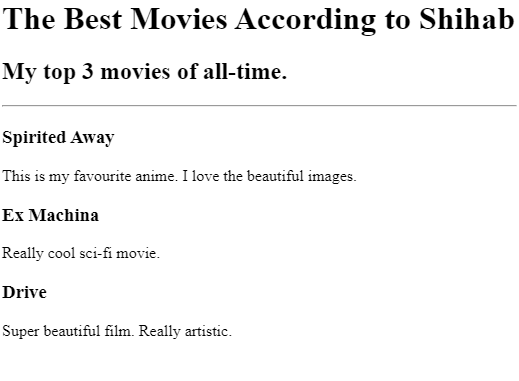 The Best Movies According to Shihab
My top 3 movies of all-time.
Spirited Away
This is my favourite anime. I love the beautiful images.
Ex Machina
Really cool sci-fi movie.
Drive
Super beautiful film. Really artistic.